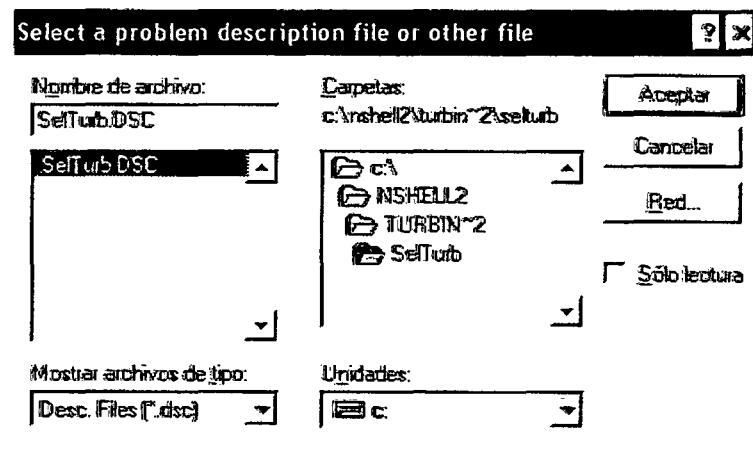 Select a problem description file or other file
Nombre de archivo:
SelTurb.DSC
SelTurb.DSC
Carpetas:
c:\nshell2\turbin~2\selturb
c:\
NSHELL2
TURBIN~2
SelTurb
Aceptar
Cancelar
Red...
Sólo lectura
Mostrar archivos de tipo:
Desc. Files (*.dsc)
Unidades:
c: